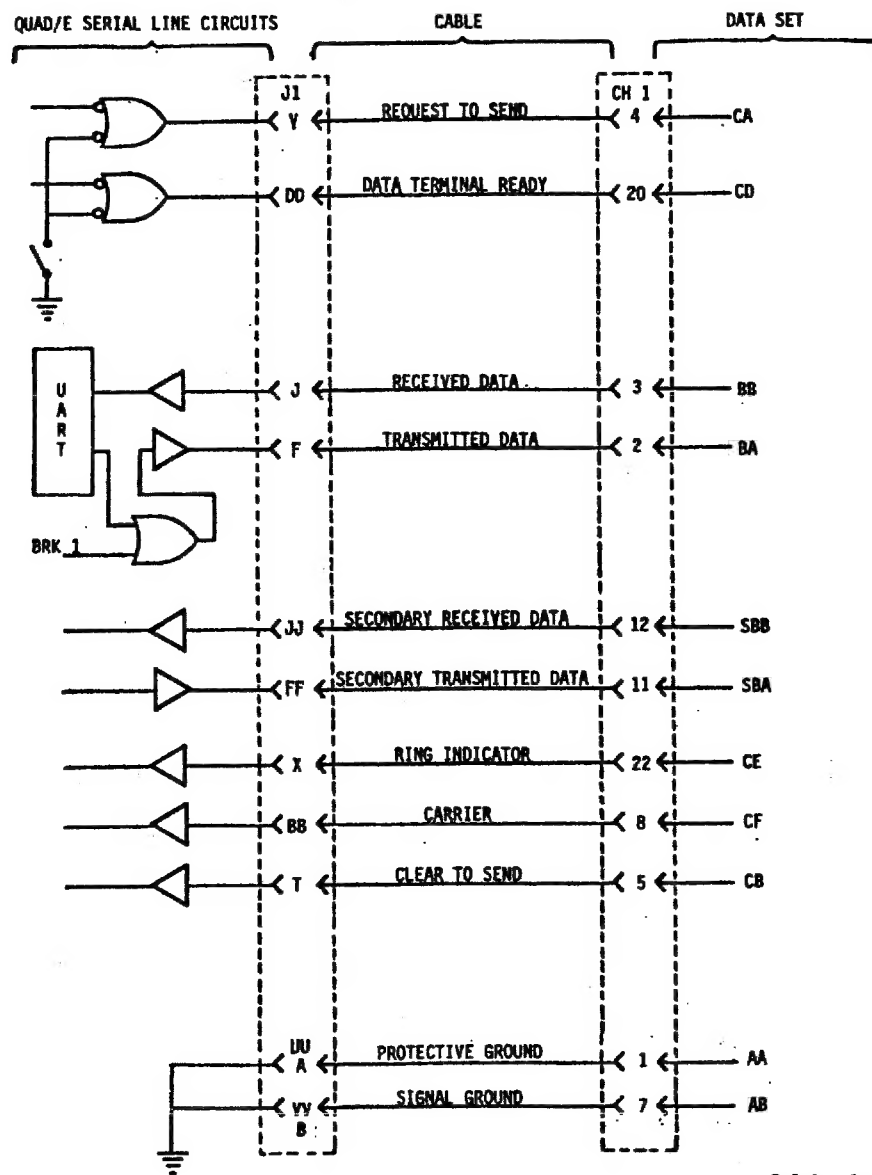 QUAD/E SERIAL LINE CIRCUITS CABLE DATA SET
J1 CH 1
Y REQUEST TO SEND 4 CA
DD DATA TERMINAL READY 20 CD
UART
J RECEIVED DATA 3 BB
F TRANSMITTED DATA 2 BA
BRK 1
JJ SECONDARY RECEIVED DATA 12 SBB
FF SECONDARY TRANSMITTED DATA 11 SBA
X RING INDICATOR 22 CE
BB CARRIER 8 CF
T CLEAR TO SEND 5 CB
UU
A PROTECTIVE GROUND 1 AA
VV SIGNAL GROUND 7 AB
B